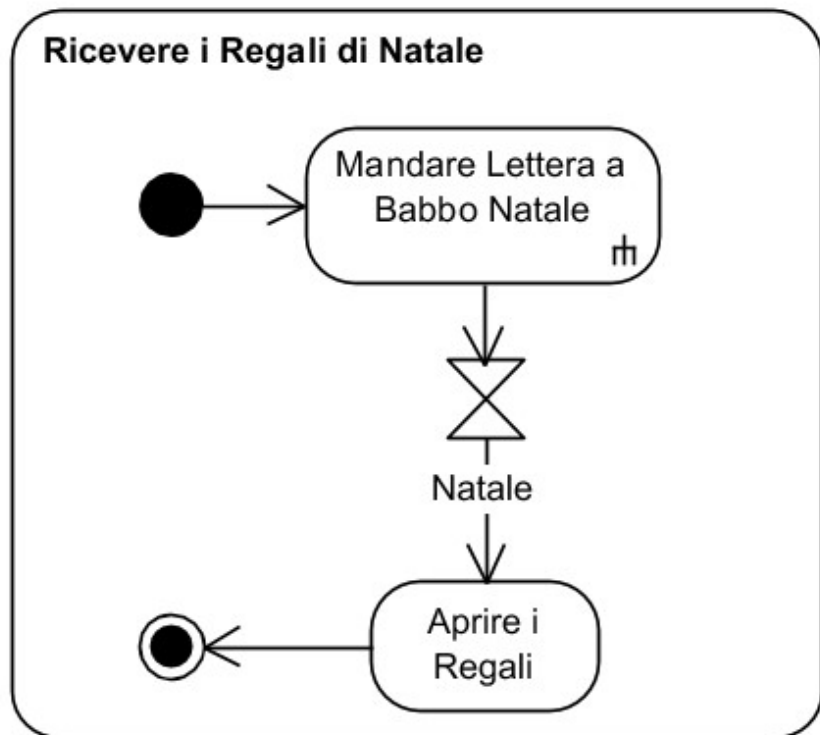 Ricevere i Regali di Natale
Mandare Lettera a
Babbo Natale
Natale
Aprire i
Regali